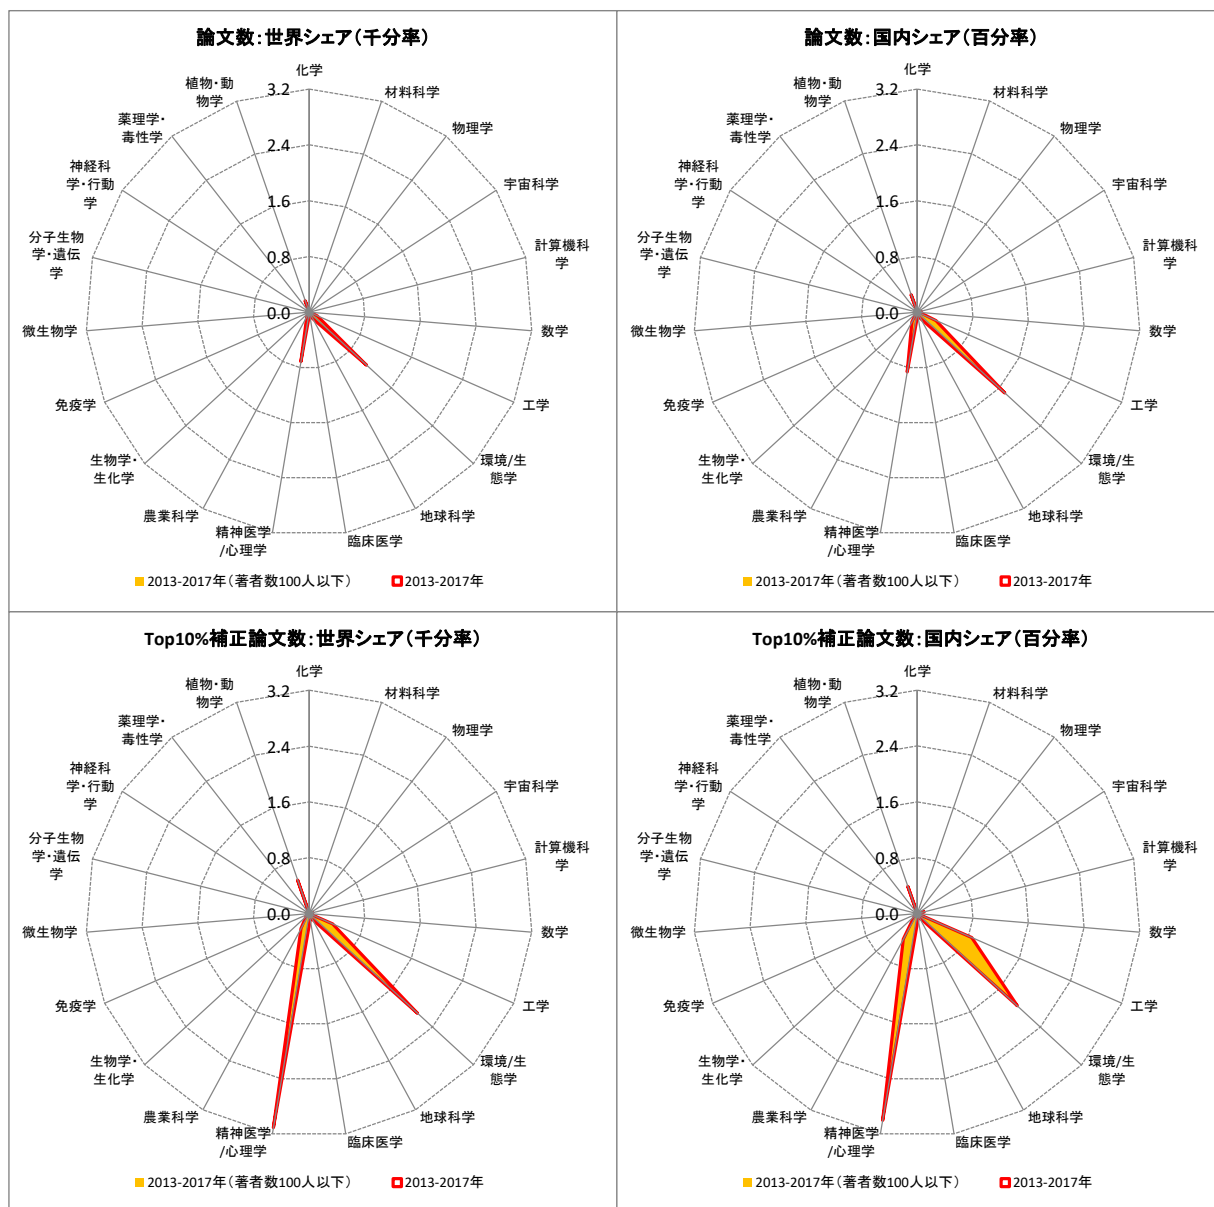 論文数：世界シェア（千分率）
化学
材料科学
物理学
宇宙科学
計算機科
学
数学
工学
環境/生
態学
地球科学
臨床医学
精神医学
/心理学
農業科学
生物学・
生化学
免疫学
微生物学
分子生物
学・遺伝
学
神経科
学・行動
学
薬理学・
毒性学
植物・動
物学
3.2
2.4
1.6
0.8
0.0
2013-2017年（著者数100人以下）
2013-2017年
論文数：国内シェア（百分率）
化学
材料科学
物理学
宇宙科学
計算機科
学
数学
工学
環境/生
態学
地球科学
臨床医学
精神医学
/心理学
農業科学
生物学・
生化学
免疫学
微生物学
分子生物
学・遺伝
学
神経科
学・行動
学
薬理学・
毒性学
植物・動
物学
3.2
2.4
1.6
0.8
0.0
2013-2017年（著者数100人以下）
2013-2017年
Top10%補正論文数：世界シェア（千分率）
化学
材料科学
物理学
宇宙科学
計算機科
学
数学
工学
環境/生
態学
地球科学
臨床医学
精神医学
/心理学
農業科学
生物学・
生化学
免疫学
微生物学
分子生物
学・遺伝
学
神経科
学・行動
学
薬理学・
毒性学
植物・動
物学
3.2
2.4
1.6
0.8
0.0
2013-2017年（著者数100人以下）
2013-2017年
Top10%補正論文数：国内シェア（百分率）
化学
材料科学
物理学
宇宙科学
計算機科
学
数学
工学
環境/生
態学
地球科学
臨床医学
精神医学
/心理学
農業科学
生物学・
生化学
免疫学
微生物学
分子生物
学・遺伝
学
神経科
学・行動
学
薬理学・
毒性学
植物・動
物学
3.2
2.4
1.6
0.8
0.0
2013-2017年（著者数100人以下）
2013-2017年